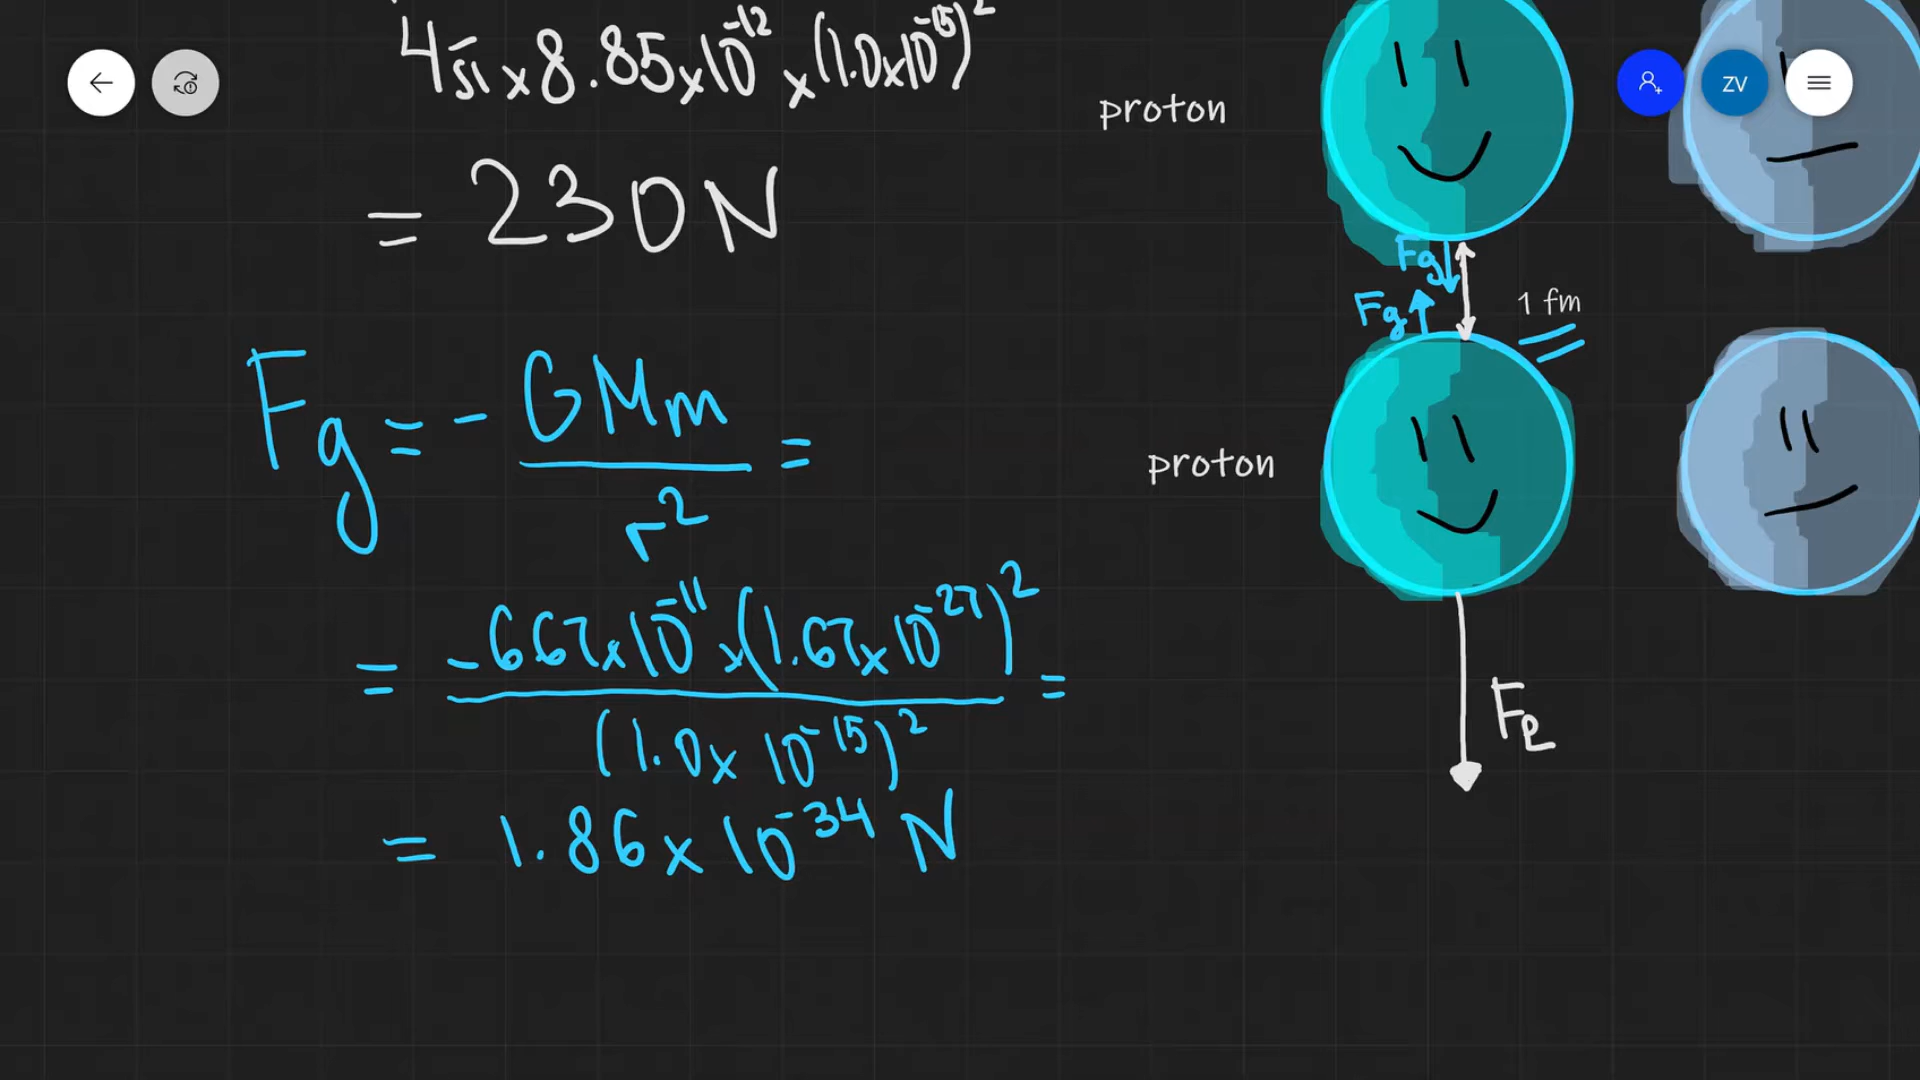 4π×8.85×10⁻¹²×(1.0×10⁻¹⁵)²
= 230N
Fg = - GMm / r² =
= -6.67×10⁻¹¹×(1.67×10⁻²⁷)² / (1.0×10⁻¹⁵)² =
= 1.86×10⁻³⁴ N
ZV
proton
Fg
Fg
1 fm
proton
FE